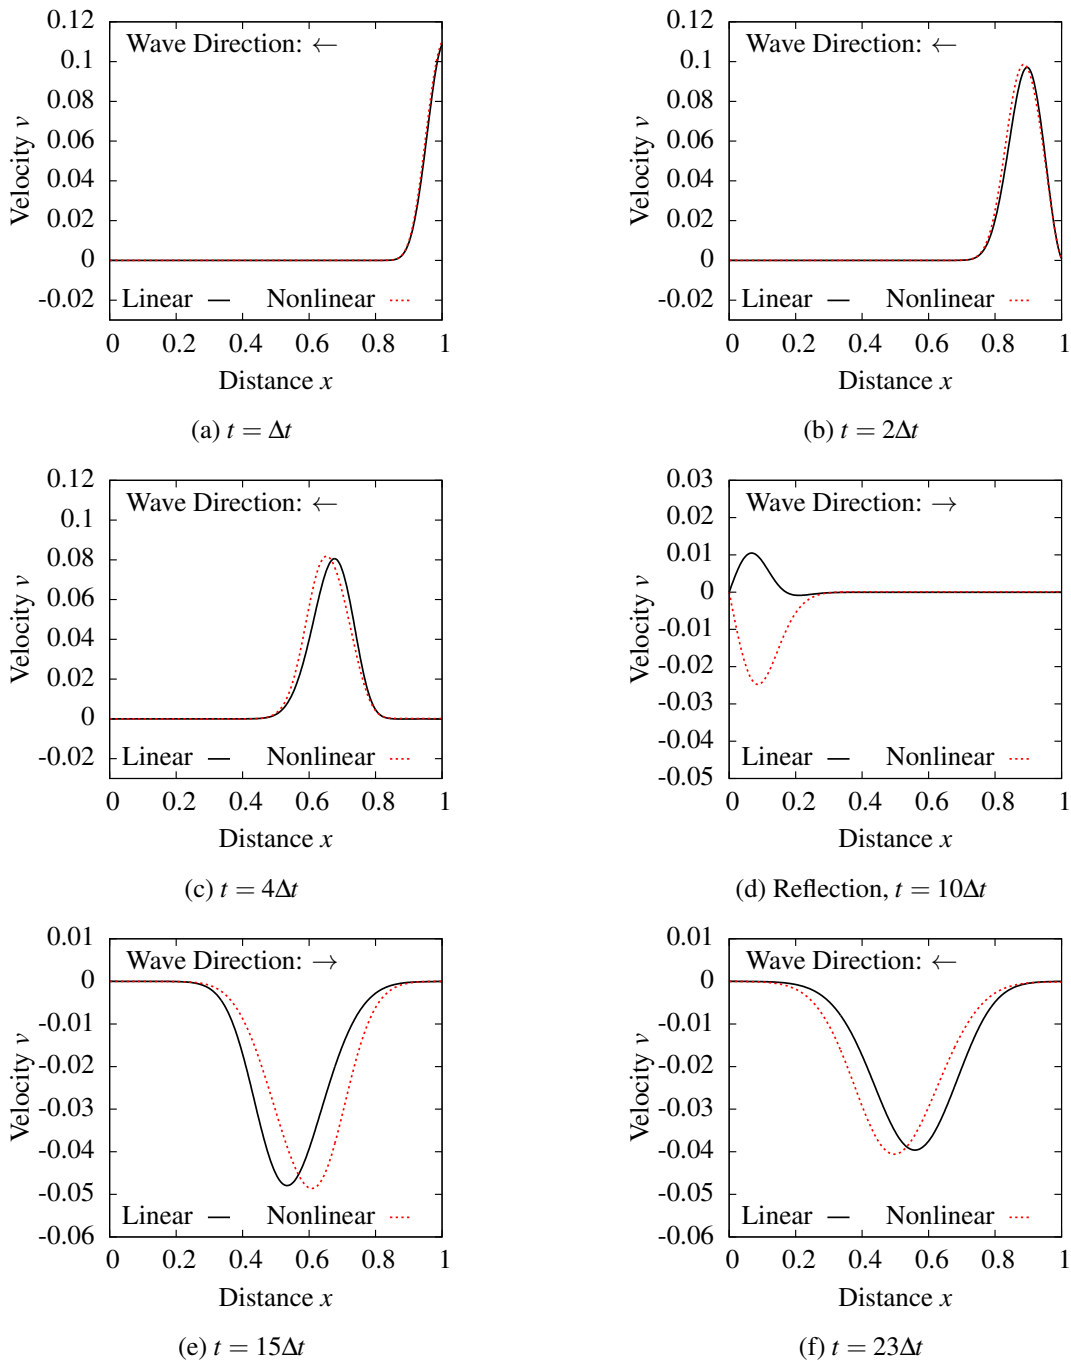 0.12
0.1
0.08
0.06
0.04
0.02
0
-0.02
Velocity v
Wave Direction: ←
Linear
Nonlinear
0 0.2 0.4 0.6 0.8 1
Distance x
(a) t = Δt
0.12
0.1
0.08
0.06
0.04
0.02
0
-0.02
Velocity v
Wave Direction: ←
Linear
Nonlinear
0 0.2 0.4 0.6 0.8 1
Distance x
(b) t = 2Δt
0.12
0.1
0.08
0.06
0.04
0.02
0
-0.02
Velocity v
Wave Direction: ←
Linear
Nonlinear
0 0.2 0.4 0.6 0.8 1
Distance x
(c) t = 4Δt
0.03
0.02
0.01
0
-0.01
-0.02
-0.03
-0.04
-0.05
Velocity v
Wave Direction: →
Linear
Nonlinear
0 0.2 0.4 0.6 0.8 1
Distance x
(d) Reflection, t = 10Δt
0.01
0
-0.01
-0.02
-0.03
-0.04
-0.05
-0.06
Velocity v
Wave Direction: →
Linear
Nonlinear
0 0.2 0.4 0.6 0.8 1
Distance x
(e) t = 15Δt
0.01
0
-0.01
-0.02
-0.03
-0.04
-0.05
-0.06
Velocity v
Wave Direction: ←
Linear
Nonlinear
0 0.2 0.4 0.6 0.8 1
Distance x
(f) t = 23Δt